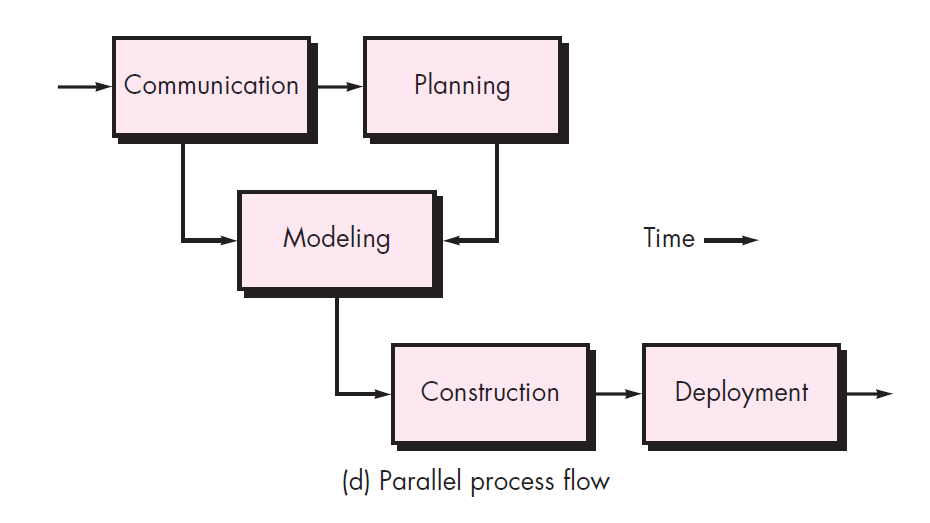 Communication
Planning
Modeling
Time
Construction
Deployment
(d) Parallel process flow